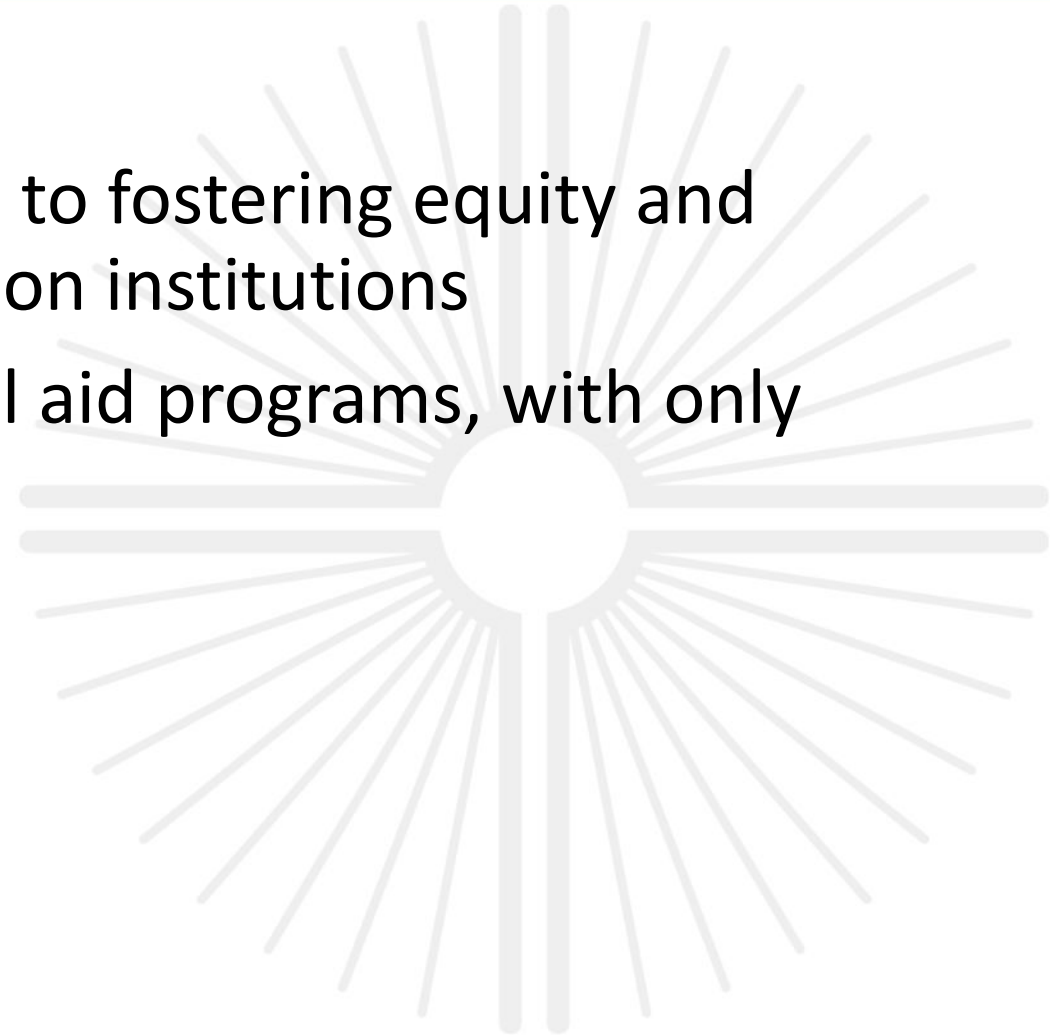 to fostering equity and
on institutions
l aid programs, with only